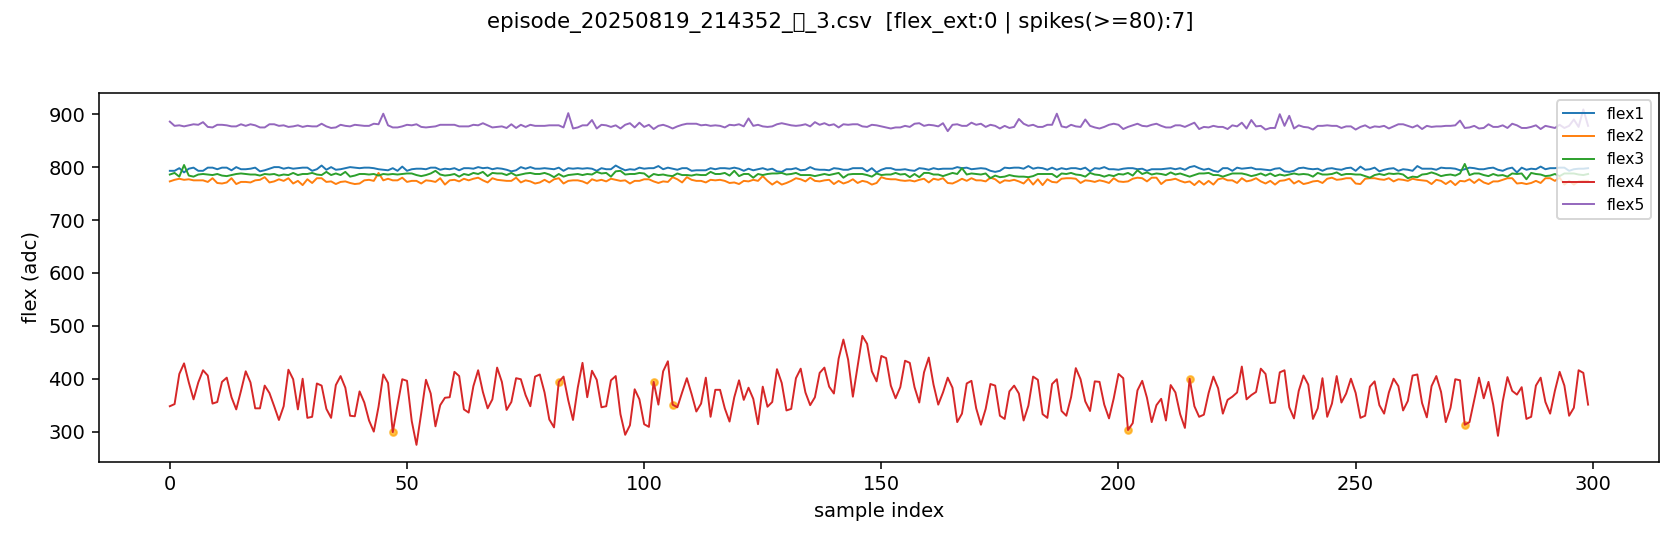 episode_20250819_214352_▯_3.csv [flex_ext:0 | spikes(>=80):7]
flex (adc)
900
800
700
600
500
400
300
flex1
flex2
flex3
flex4
flex5
0
50
100
150
200
250
300
sample index